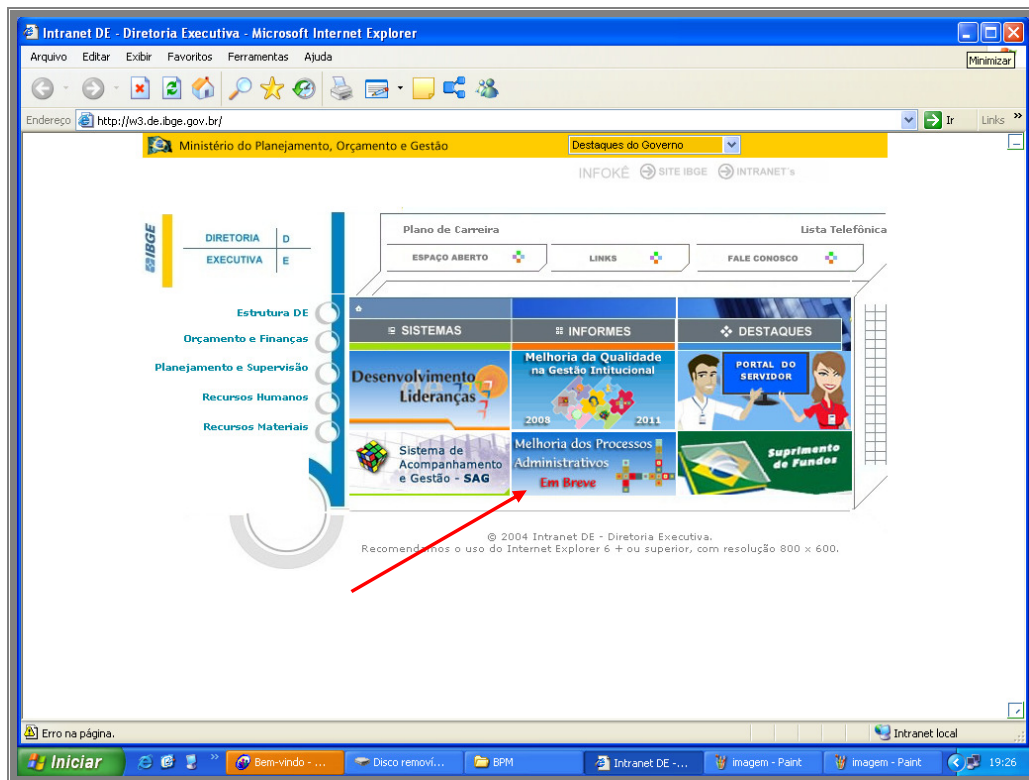 Intranet DE - Diretoria Executiva - Microsoft Internet Explorer
Minimizar
Arquivo Editar Exibir Favoritos Ferramentas Ajuda
Endereço http://w3.de.ibge.gov.br/ Ir Links »
Ministério do Planejamento, Orçamento e Gestão Destaques do Governo
INFOKÊ SITE IBGE INTRANET's
IBGE
DIRETORIA D
EXECUTIVA E
Plano de Carreira Lista Telefônica
ESPAÇO ABERTO LINKS FALE CONOSCO
Estrutura DE
Orçamento e Finanças
Planejamento e Supervisão
Recursos Humanos
Recursos Materiais
SISTEMAS INFORMES DESTAQUES
Desenvolvimento
Lideranças
Melhoria da Qualidade
na Gestão Intitucional
2008 2011
PORTAL DO
SERVIDOR
Sistema de
Acompanhamento
e Gestão - SAG
Melhoria dos Processos
Administrativos
Em Breve
Suprimento
de Fundos
© 2004 Intranet DE - Diretoria Executiva.
Recomendamos o uso do Internet Explorer 6 + ou superior, com resolução 800 x 600.
Erro na página. Intranet local
Iniciar » Bem-vindo - ... Disco removí... BPM Intranet DE -... imagem - Paint imagem - Paint 19:26